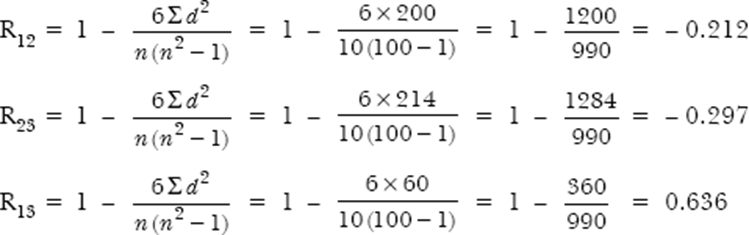 R₁₂ = 1 − 6Σd² / n(n² − 1) = 1 − 6 × 200 / 10(100 − 1) = 1 − 1200 / 990 = − 0.212
R₂₃ = 1 − 6Σd² / n(n² − 1) = 1 − 6 × 214 / 10(100 − 1) = 1 − 1284 / 990 = − 0.297
R₁₃ = 1 − 6Σd² / n(n² − 1) = 1 − 6 × 60 / 10(100 − 1) = 1 − 360 / 990 = 0.636